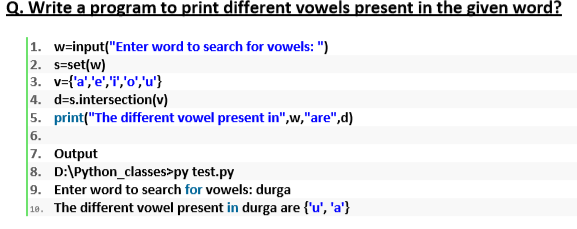 Q. Write a program to print different vowels present in the given word?
1. w=input("Enter word to search for vowels: ")
2. s=set(w)
3. v={'a','e','i','o','u'}
4. d=s.intersection(v)
5. print("The different vowel present in",w,"are",d)
6.
7. Output
8. D:\Python_classes>py test.py
9. Enter word to search for vowels: durga
10. The different vowel present in durga are {'u', 'a'}